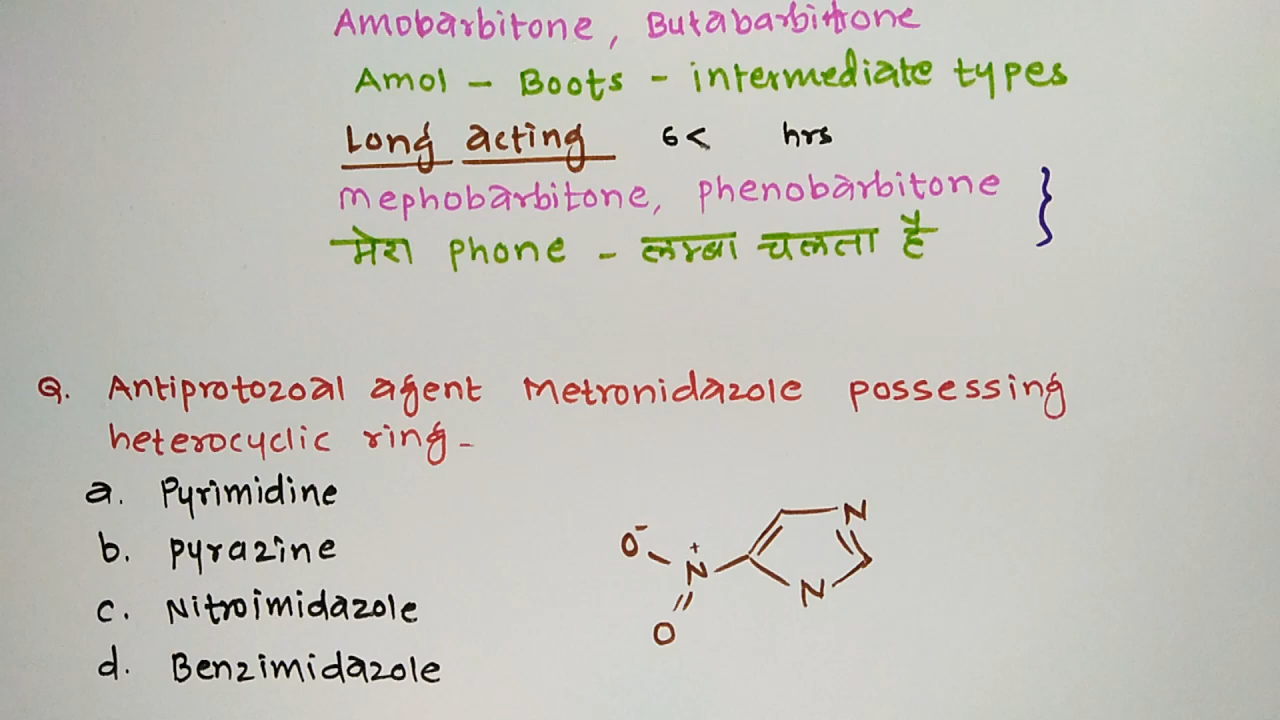 Amobarbitone, Butabarbitone
Amol - Boots - intermediate types
Long acting 6< hrs
Mephobarbitone, phenobarbitone
मेरा phone - लम्बा चलता है
Q. Antiprotozoal agent Metronidazole possessing
heterocyclic ring-
a. Pyrimidine
b. pyrazine
c. Nitroimidazole
d. Benzimidazole
O⁻
N⁺
O
N
N